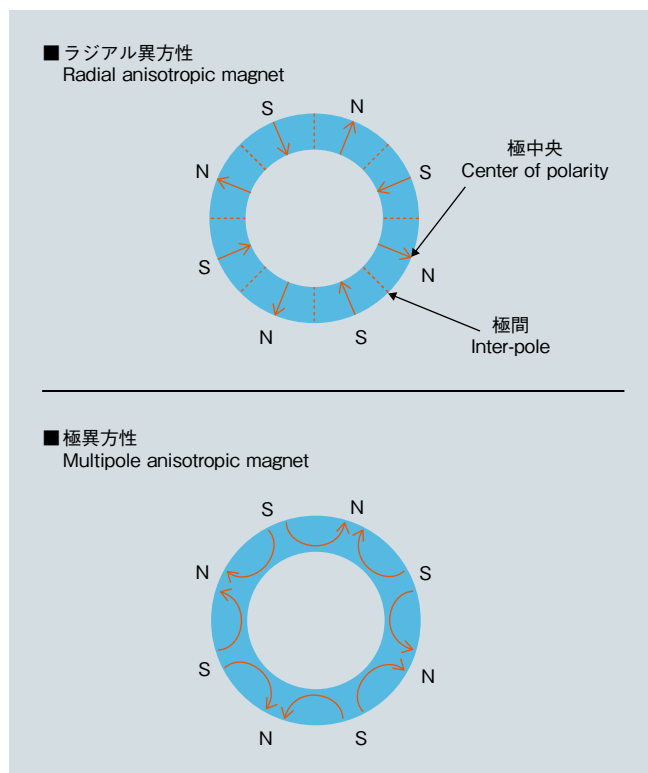 ■ラジアル異方性
Radial anisotropic magnet
S
N
N
S
極中央
Center of polarity
S
N
N
S
極間
Inter-pole
■極異方性
Multipole anisotropic magnet
S
N
N
S
S
N
N
S